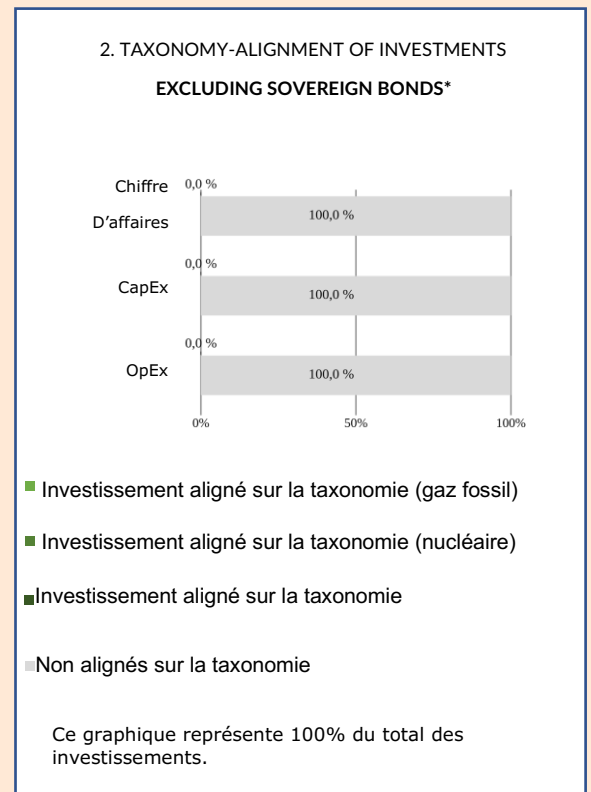 2. TAXONOMY-ALIGNMENT OF INVESTMENTS
EXCLUDING SOVEREIGN BONDS*
Chiffre
D’affaires
0,0 %
100,0 %
CapEx
0,0 %
100,0 %
OpEx
0,0 %
100,0 %
0% 50% 100%
Investissement aligné sur la taxonomie (gaz fossil)
Investissement aligné sur la taxonomie (nucléaire)
Investissement aligné sur la taxonomie
Non alignés sur la taxonomie
Ce graphique représente 100% du total des
investissements.